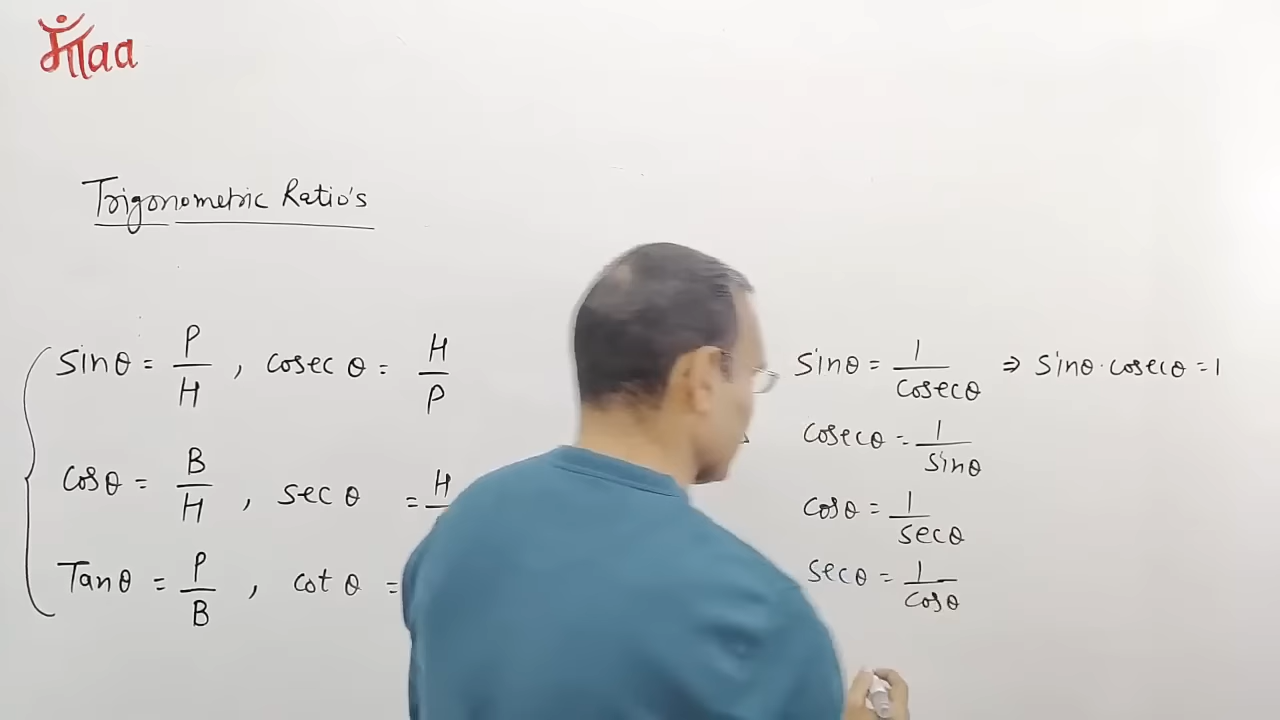 माaa
Trigonometric Ratio's
sinθ = P/H , cosec θ = H/P
cosθ = B/H , sec θ = H
Tanθ = P/B , cot θ =
sinθ = 1/cosecθ ⇒ sinθ·cosecθ = 1
cosecθ = 1/sinθ
cosθ = 1/secθ
secθ = 1/cosθ